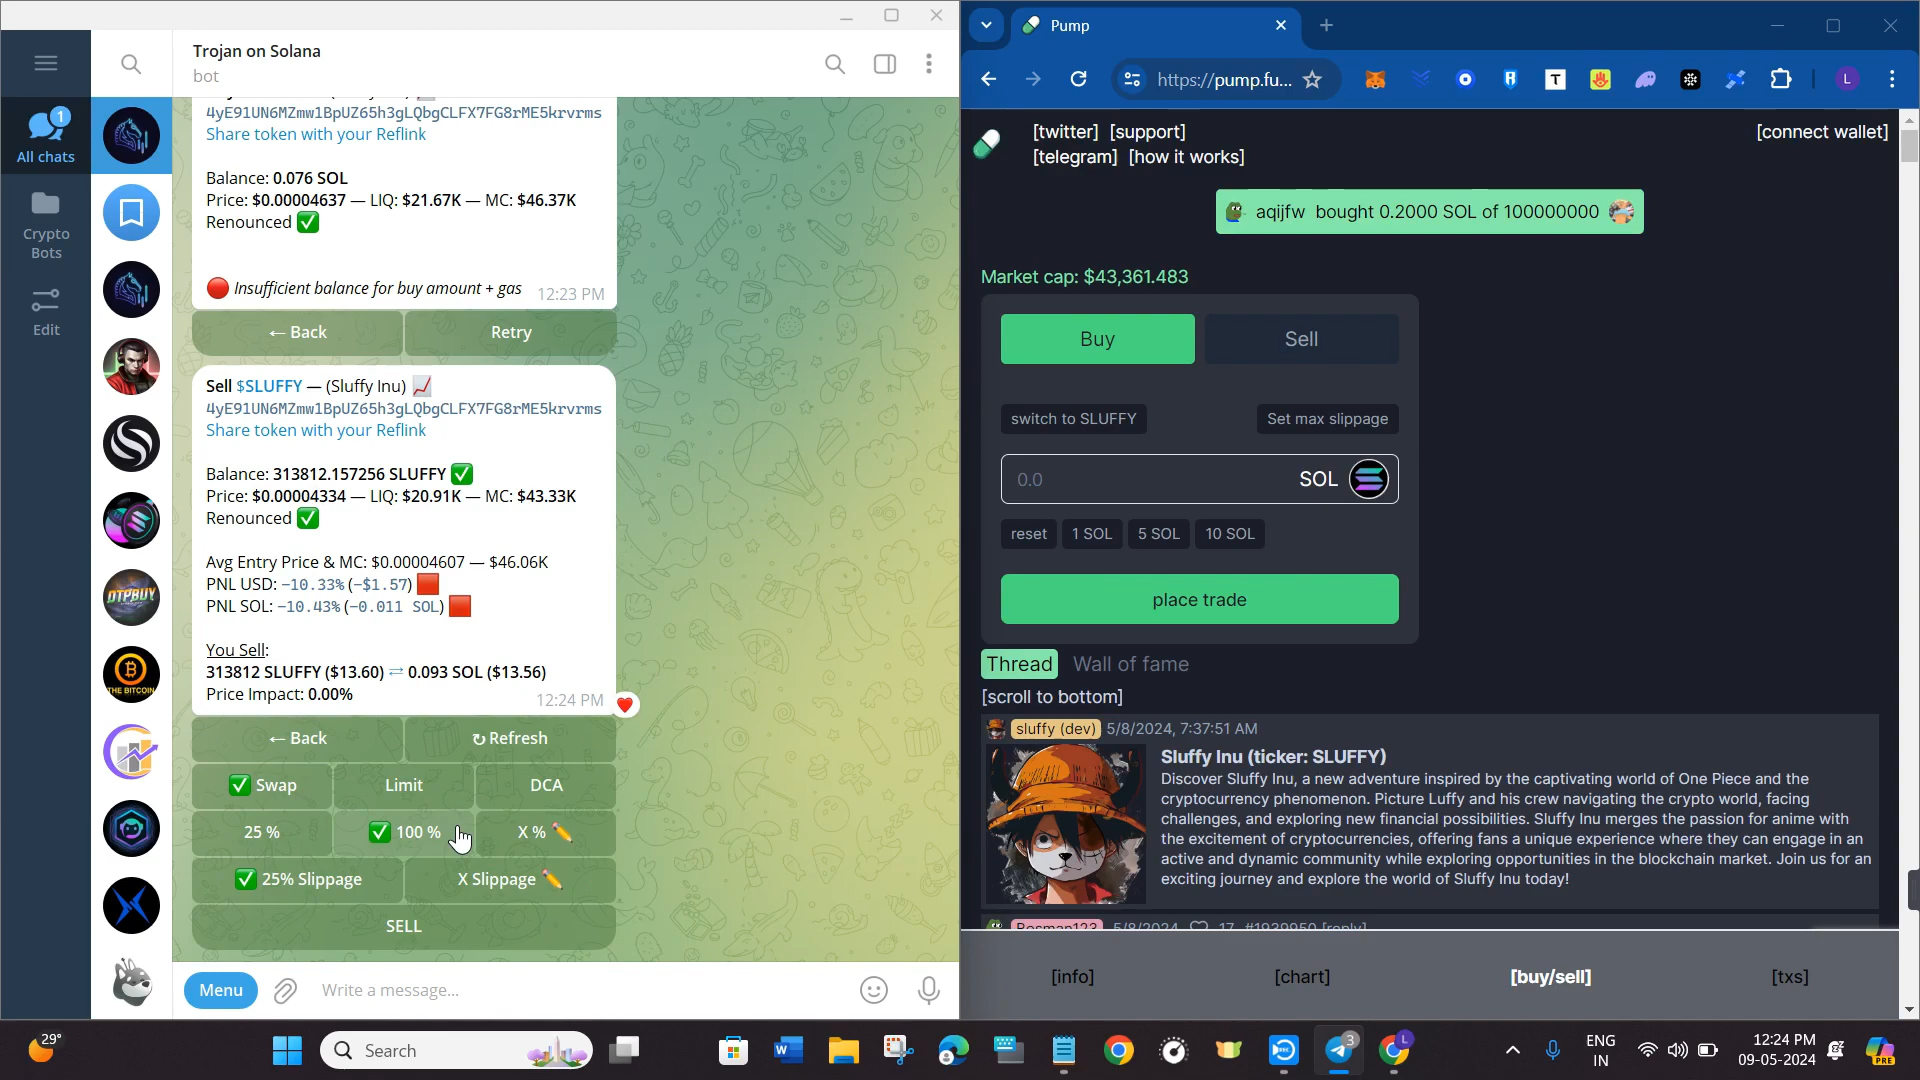 Trojan on Solana
bot
All chats
1
Crypto
Bots
Edit
4yE91UN6MZmw1BpUZ65h3gLQbgCLFX7FG8rME5krvrms
Share token with your Reflink
Balance: 0.076 SOL
Price: $0.00004637 — LIQ: $21.67K — MC: $46.37K
Renounced ✅
🔴 Insufficient balance for buy amount + gas
12:23 PM
← Back
Retry
Sell $SLUFFY — (Sluffy Inu) 📈
4yE91UN6MZmw1BpUZ65h3gLQbgCLFX7FG8rME5krvrms
Share token with your Reflink
Balance: 313812.157256 SLUFFY ✅
Price: $0.00004334 — LIQ: $20.91K — MC: $43.33K
Renounced ✅
Avg Entry Price & MC: $0.00004607 — $46.06K
PNL USD: -10.33% (-$1.57) 🟥
PNL SOL: -10.43% (-0.011 SOL) 🟥
You Sell:
313812 SLUFFY ($13.60) ⇄ 0.093 SOL ($13.56)
Price Impact: 0.00%
12:24 PM
← Back
↻ Refresh
✅ Swap
Limit
DCA
25 %
✅ 100 %
X % ✏️
✅ 25% Slippage
X Slippage ✏️
SELL
Menu
Write a message...
OTPBUY
THE BITCOIN
Pump
https://pump.fu...
L
[twitter] [support]
[telegram] [how it works]
[connect wallet]
aqijfw bought 0.2000 SOL of 100000000
Market cap: $43,361.483
Buy
Sell
switch to SLUFFY
Set max slippage
0.0
SOL
reset
1 SOL
5 SOL
10 SOL
place trade
Thread
Wall of fame
[scroll to bottom]
sluffy (dev) 5/8/2024, 7:37:51 AM
Sluffy Inu (ticker: SLUFFY)
Discover Sluffy Inu, a new adventure inspired by the captivating world of One Piece and the
cryptocurrency phenomenon. Picture Luffy and his crew navigating the crypto world, facing
challenges, and exploring new financial possibilities. Sluffy Inu merges the passion for anime with
the excitement of cryptocurrencies, offering fans a unique experience where they can engage in an
active and dynamic community while exploring opportunities in the blockchain market. Join us for an
exciting journey and explore the world of Sluffy Inu today!
5/8/2024 17 #1939950 [reply]
[info]
[chart]
[buy/sell]
[txs]
29°
Search
3
L
ENG
IN
12:24 PM
09-05-2024
PRE